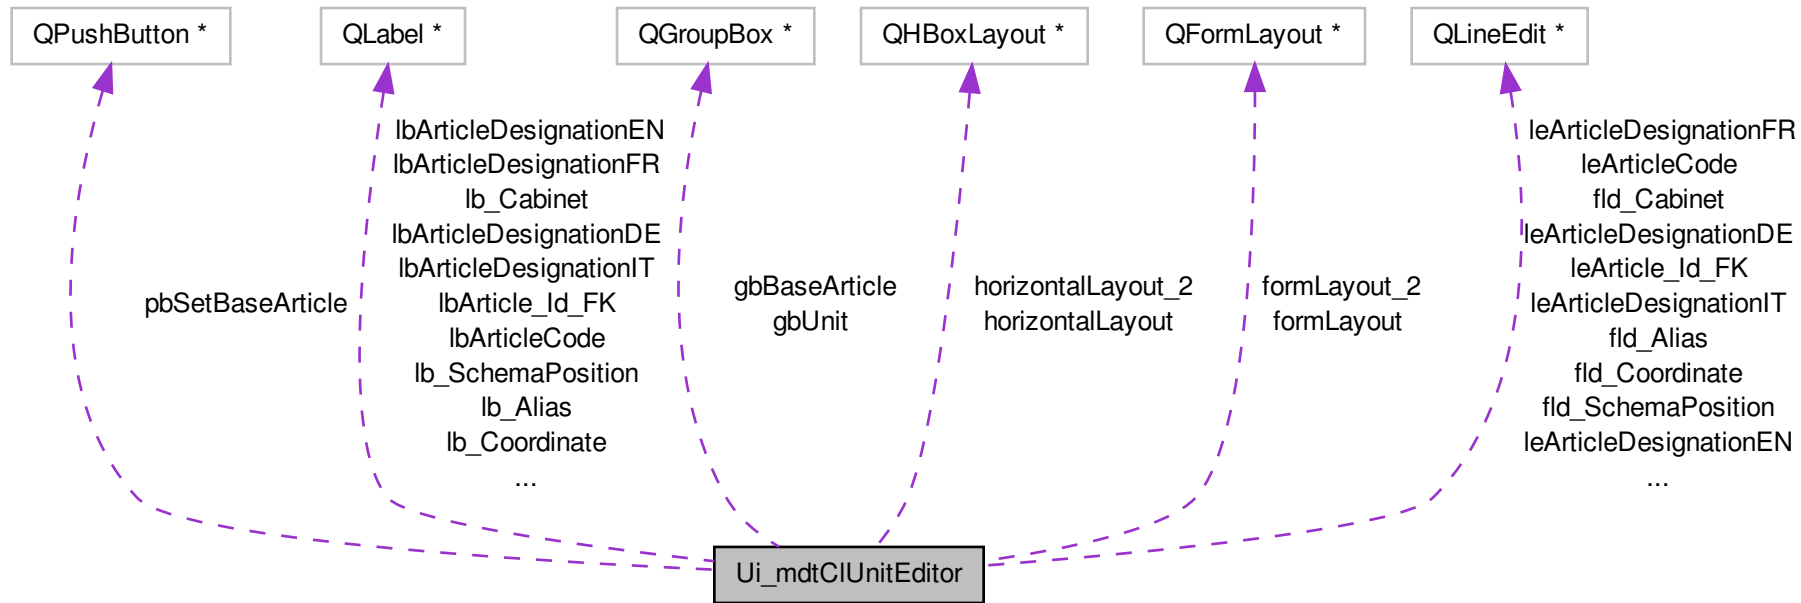 QPushButton *
QLabel *
QGroupBox *
QHBoxLayout *
QFormLayout *
QLineEdit *
pbSetBaseArticle
lbArticleDesignationEN
lbArticleDesignationFR
lb_Cabinet
lbArticleDesignationDE
lbArticleDesignationIT
lbArticle_Id_FK
lbArticleCode
lb_SchemaPosition
lb_Alias
lb_Coordinate
...
gbBaseArticle
gbUnit
horizontalLayout_2
horizontalLayout
formLayout_2
formLayout
leArticleDesignationFR
leArticleCode
fld_Cabinet
leArticleDesignationDE
leArticle_Id_FK
leArticleDesignationIT
fld_Alias
fld_Coordinate
fld_SchemaPosition
leArticleDesignationEN
...
Ui_mdtClUnitEditor